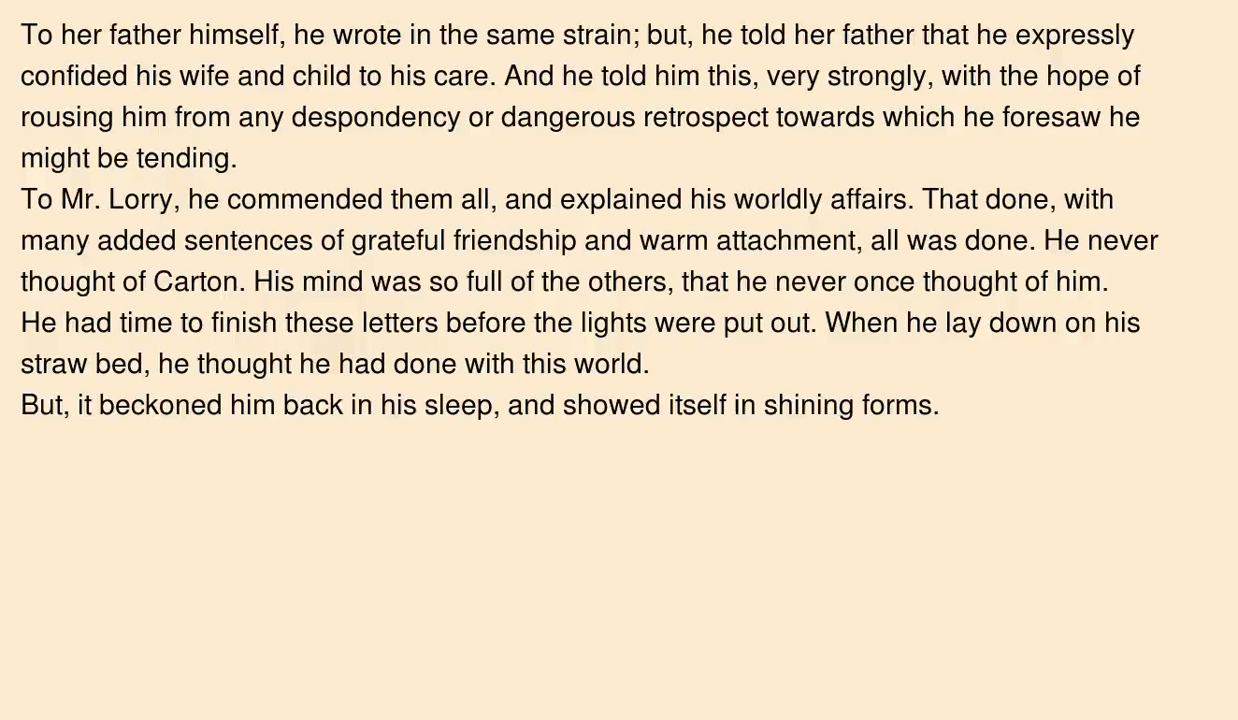 To her father himself, he wrote in the same strain; but, he told her father that he expressly
confided his wife and child to his care. And he told him this, very strongly, with the hope of
rousing him from any despondency or dangerous retrospect towards which he foresaw he
might be tending.
To Mr. Lorry, he commended them all, and explained his worldly affairs. That done, with
many added sentences of grateful friendship and warm attachment, all was done. He never
thought of Carton. His mind was so full of the others, that he never once thought of him.
He had time to finish these letters before the lights were put out. When he lay down on his
straw bed, he thought he had done with this world.
But, it beckoned him back in his sleep, and showed itself in shining forms.